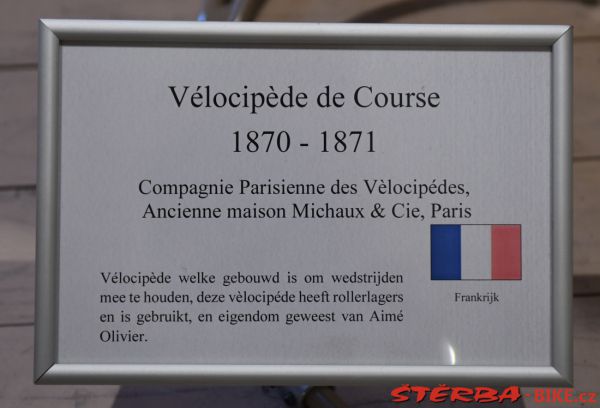 Vélocipède de Course
1870 - 1871
Compagnie Parisienne des Vèlocipédes,
Ancienne maison Michaux & Cie, Paris
Frankrijk
Vélocipède welke gebouwd is om wedstrijden
mee te houden, deze vèlocipéde heeft rollerlagers
en is gebruikt, en eigendom geweest van Aimé
Olivier.
ŠTĚRBA-BIKE.cz